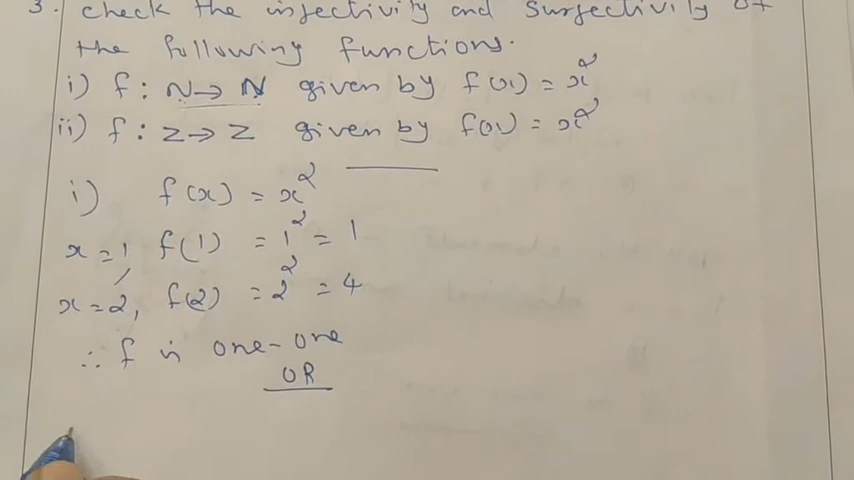 3. Check the injectivity and Surjectivity of
the following functions.
i) f : N → N given by f(x) = x²
ii) f : Z → Z given by f(x) = x²
i) f(x) = x²
x = 1, f(1) = 1² = 1
x = 2, f(2) = 2² = 4
∴ f is one-one
OR